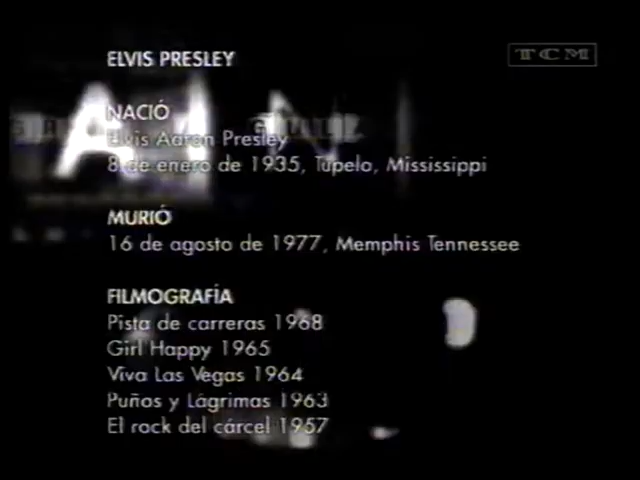 ELVIS PRESLEY
TCM
NACIÓ
Elvis Aaron Presley
8 de enero de 1935, Tupelo, Mississippi
MURIÓ
16 de agosto de 1977, Memphis Tennessee
FILMOGRAFÍA
Pista de carreras 1968
Girl Happy 1965
Viva Las Vegas 1964
Puños y Lágrimas 1963
El rock del cárcel 1957